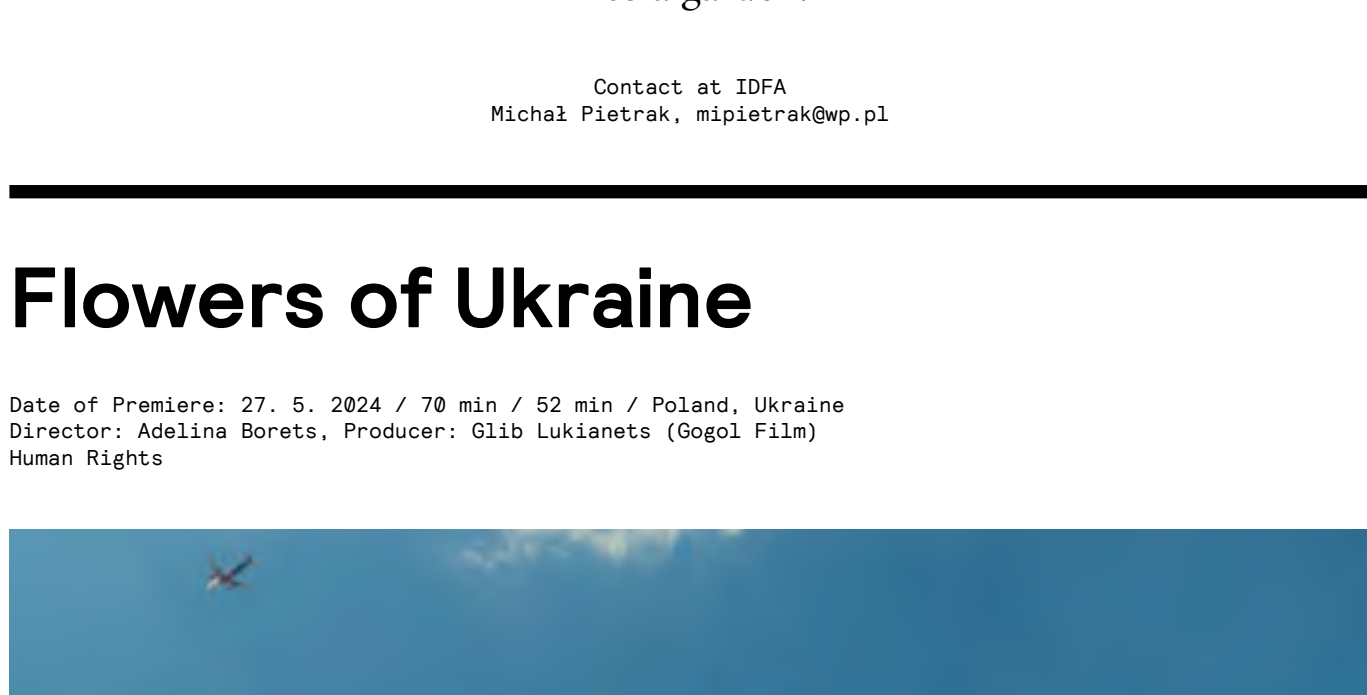 Contact at IDFA
Michał Pietrak, mipietrak@wp.pl
Flowers of Ukraine
Date of Premiere: 27. 5. 2024 / 70 min / 52 min / Poland, Ukraine
Director: Adelina Borets, Producer: Glib Lukianets (Gogol Film)
Human Rights